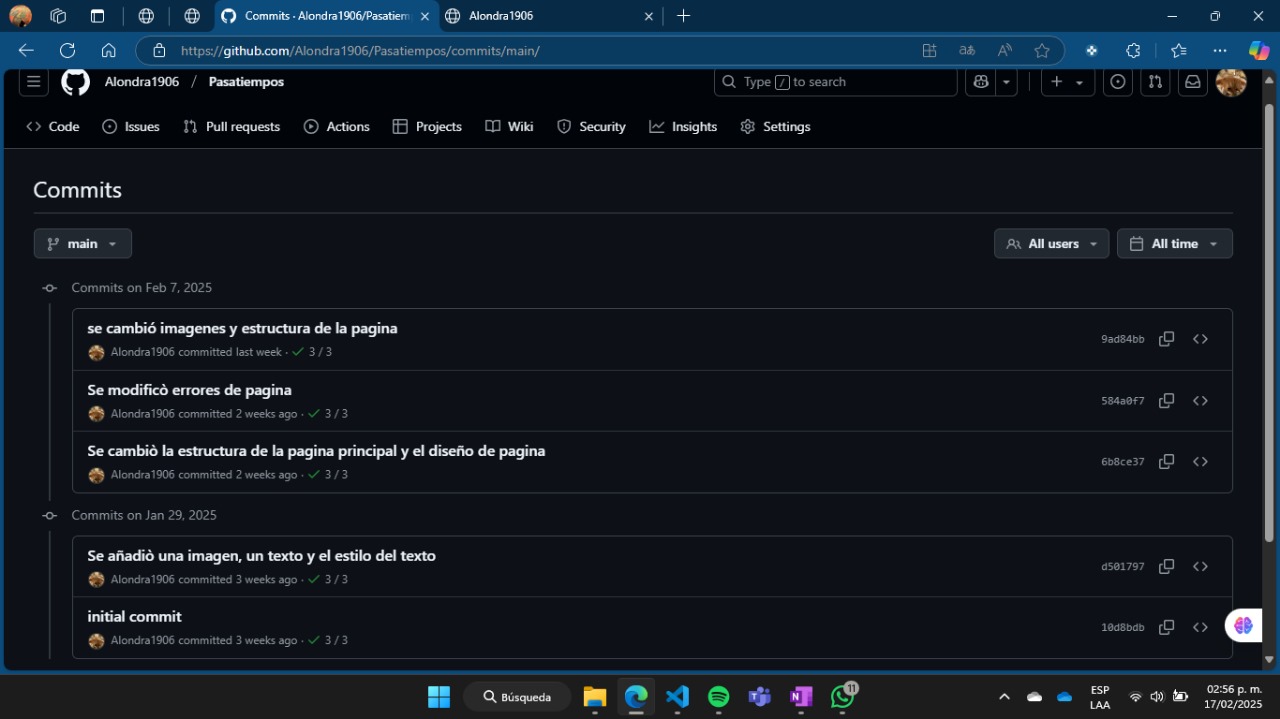 Commits · Alondra1906/Pasatiem
Alondra1906
https://github.com/Alondra1906/Pasatiempos/commits/main/
Alondra1906 / Pasatiempos
Type / to search
Code Issues Pull requests Actions Projects Wiki Security Insights Settings
Commits
main All users All time
Commits on Feb 7, 2025
se cambió imagenes y estructura de la pagina
9ad84bb
Alondra1906 committed last week · 3 / 3
Se modificò errores de pagina
584a0f7
Alondra1906 committed 2 weeks ago · 3 / 3
Se cambiò la estructura de la pagina principal y el diseño de pagina
6b8ce37
Alondra1906 committed 2 weeks ago · 3 / 3
Commits on Jan 29, 2025
Se añadiò una imagen, un texto y el estilo del texto
d501797
Alondra1906 committed 3 weeks ago · 3 / 3
initial commit
10d8bdb
Alondra1906 committed 3 weeks ago · 3 / 3
Búsqueda
11
ESP
LAA
02:56 p. m.
17/02/2025